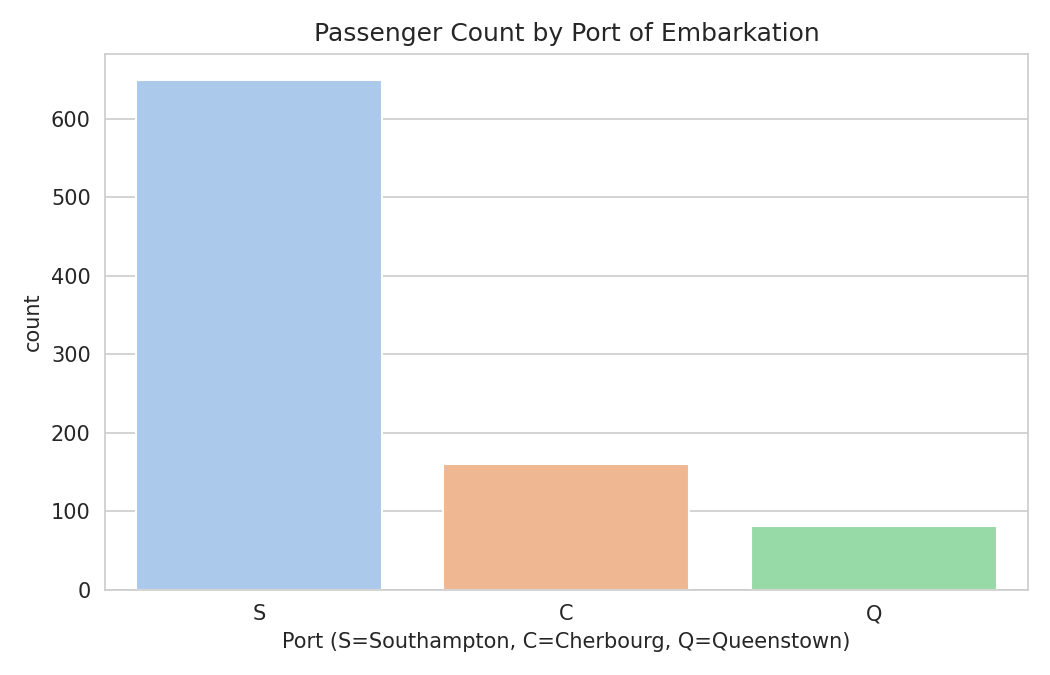 Passenger Count by Port of Embarkation
600
500
400
300
200
100
0
count
S
C
Q
Port (S=Southampton, C=Cherbourg, Q=Queenstown)